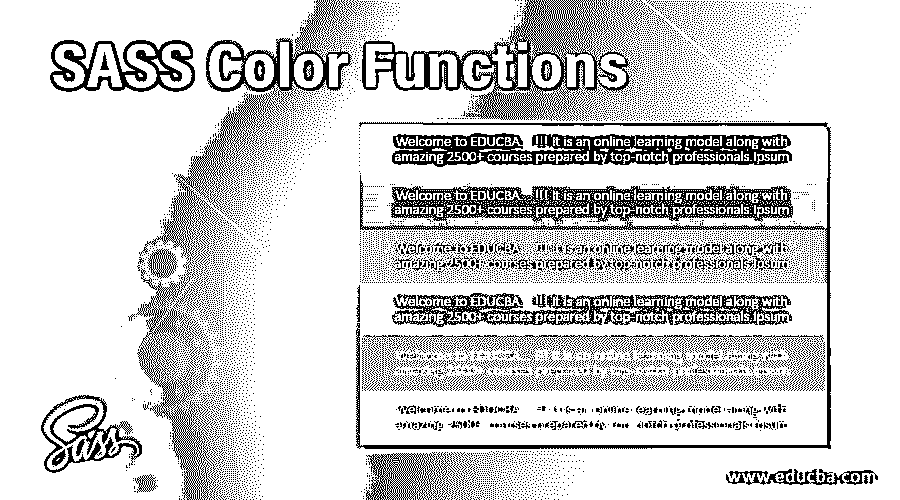 SASS Color Functions
Welcome to EDUCBA !!! It is an online learning model along with
amazing 2500+ courses prepared by top-notch professionals.Ipsum
Welcome to EDUCBA !!! It is an online learning model along with
amazing 2500+ courses prepared by top-notch professionals.Ipsum
Welcome to EDUCBA !!! It is an online learning model along with
amazing 2500+ courses prepared by top-notch professionals.Ipsum
Welcome to EDUCBA !!! It is an online learning model along with
amazing 2500+ courses prepared by top-notch professionals.Ipsum
Welcome to EDUCBA is an online learning model along with
amazing 2500+ courses prepared by professionals.Ipsum
Sass
www.educba.com